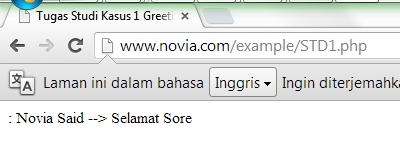 Tugas Studi Kasus 1 Greeti
www.novia.com/example/STD1.php
Laman ini dalam bahasa Inggris Ingin diterjemahka
: Novia Said --> Selamat Sore